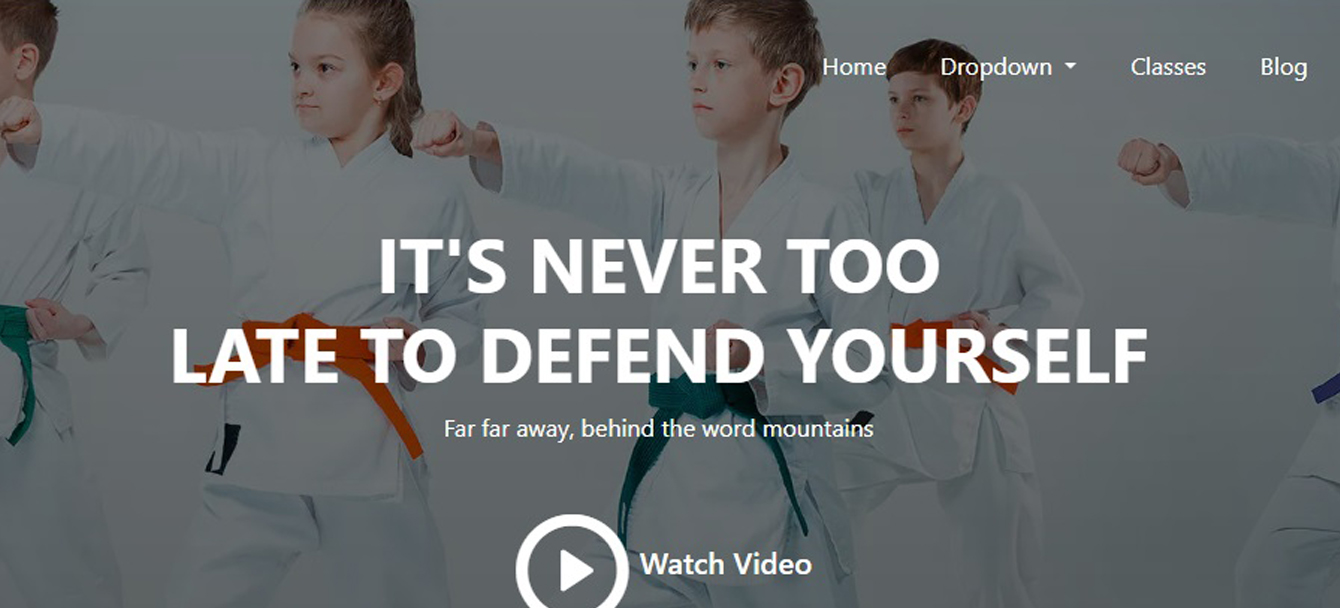 Home Dropdown Classes Blog
IT'S NEVER TOO
LATE TO DEFEND YOURSELF
Far far away, behind the word mountains
Watch Video